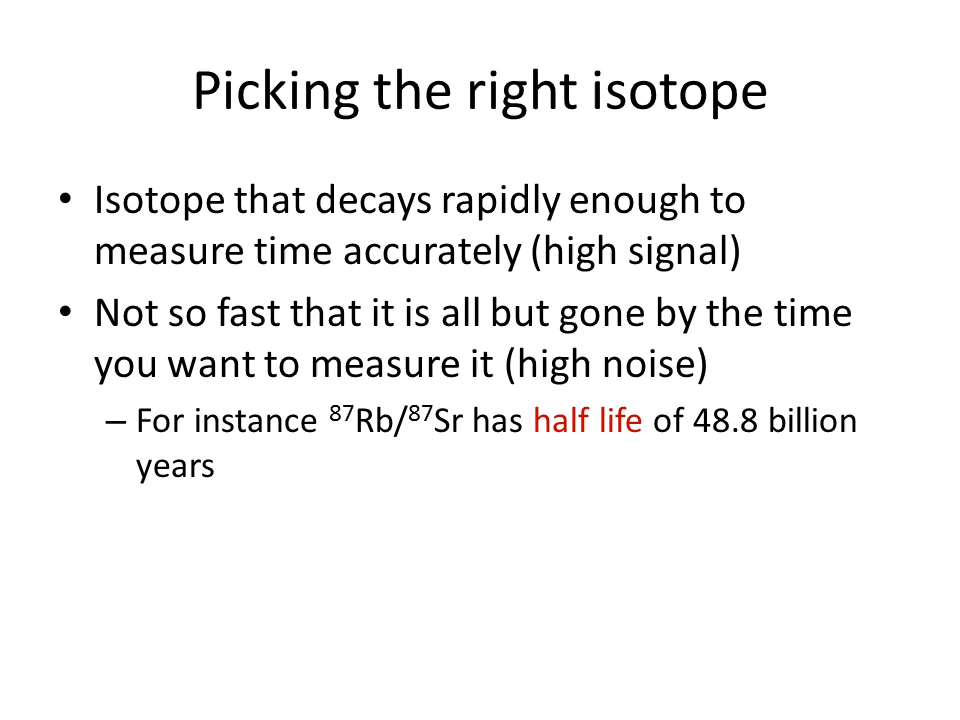 Picking the right isotope
• Isotope that decays rapidly enough to
measure time accurately (high signal)
• Not so fast that it is all but gone by the time
you want to measure it (high noise)
– For instance ⁸⁷Rb/⁸⁷Sr has half life of 48.8 billion
years